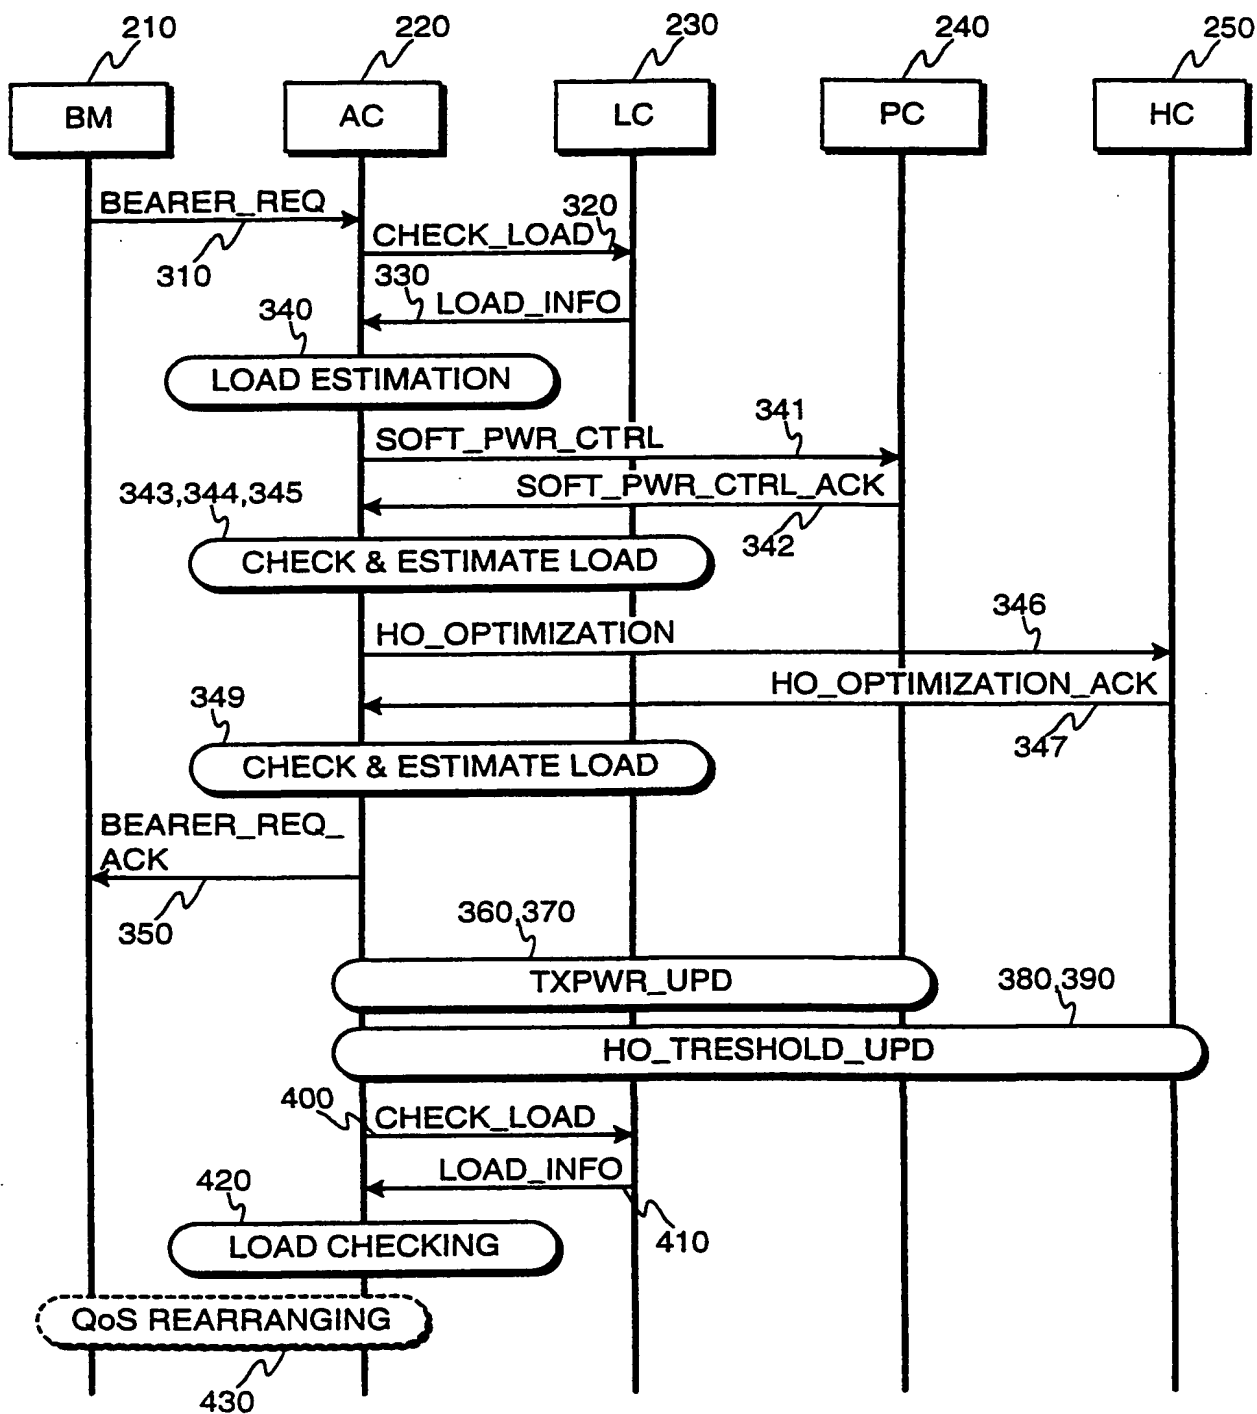 210
220
230
240
250
BM
AC
LC
PC
HC
BEARER_REQ
310
320
CHECK_LOAD
330
LOAD_INFO
340
LOAD ESTIMATION
341
SOFT_PWR_CTRL
SOFT_PWR_CTRL_ACK
342
343,344,345
CHECK & ESTIMATE LOAD
346
HO_OPTIMIZATION
HO_OPTIMIZATION_ACK
347
349
CHECK & ESTIMATE LOAD
BEARER_REQ_
ACK
350
360,370
TXPWR_UPD
380,390
HO_TRESHOLD_UPD
400
CHECK_LOAD
LOAD_INFO
410
420
LOAD CHECKING
QoS REARRANGING
430